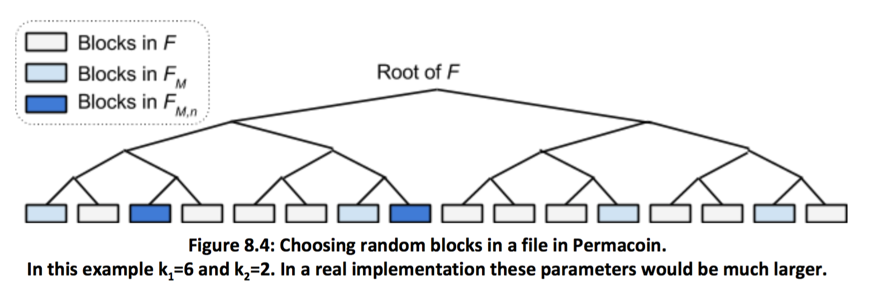 Blocks in F
Root of F
Blocks in F_M
Blocks in F_M,n
Figure 8.4: Choosing random blocks in a file in Permacoin.
In this example k₁=6 and k₂=2. In a real implementation these parameters would be much larger.